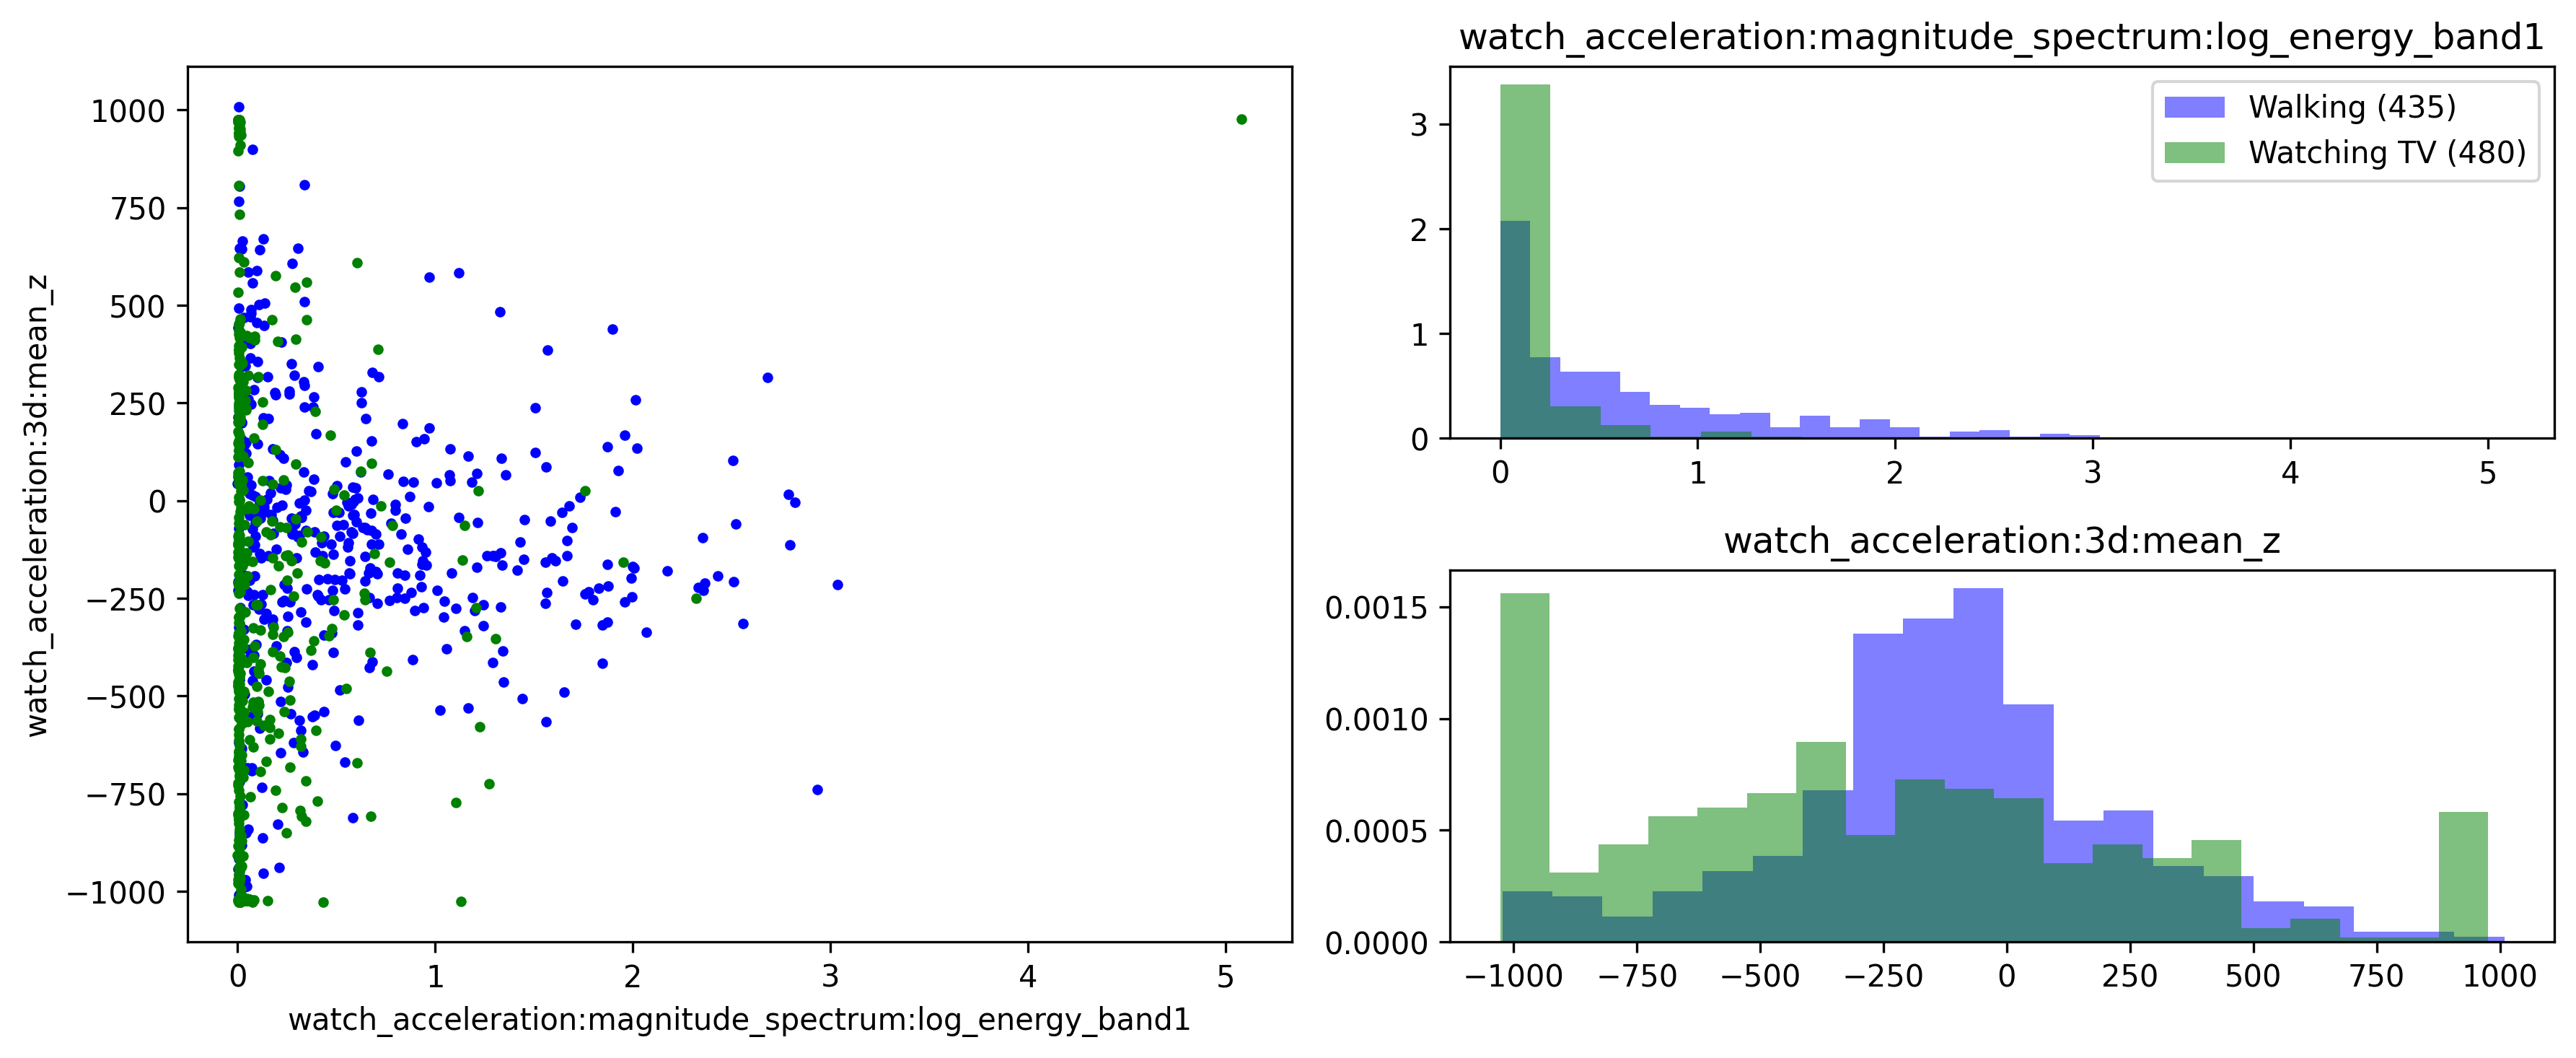 watch_acceleration:3d:mean_z
1000
750
500
250
0
−250
−500
−750
−1000
0 1 2 3 4 5
watch_acceleration:magnitude_spectrum:log_energy_band1
watch_acceleration:magnitude_spectrum:log_energy_band1
Walking (435)
Watching TV (480)
3
2
1
0
0 1 2 3 4 5
watch_acceleration:3d:mean_z
0.0015
0.0010
0.0005
0.0000
−1000 −750 −500 −250 0 250 500 750 1000